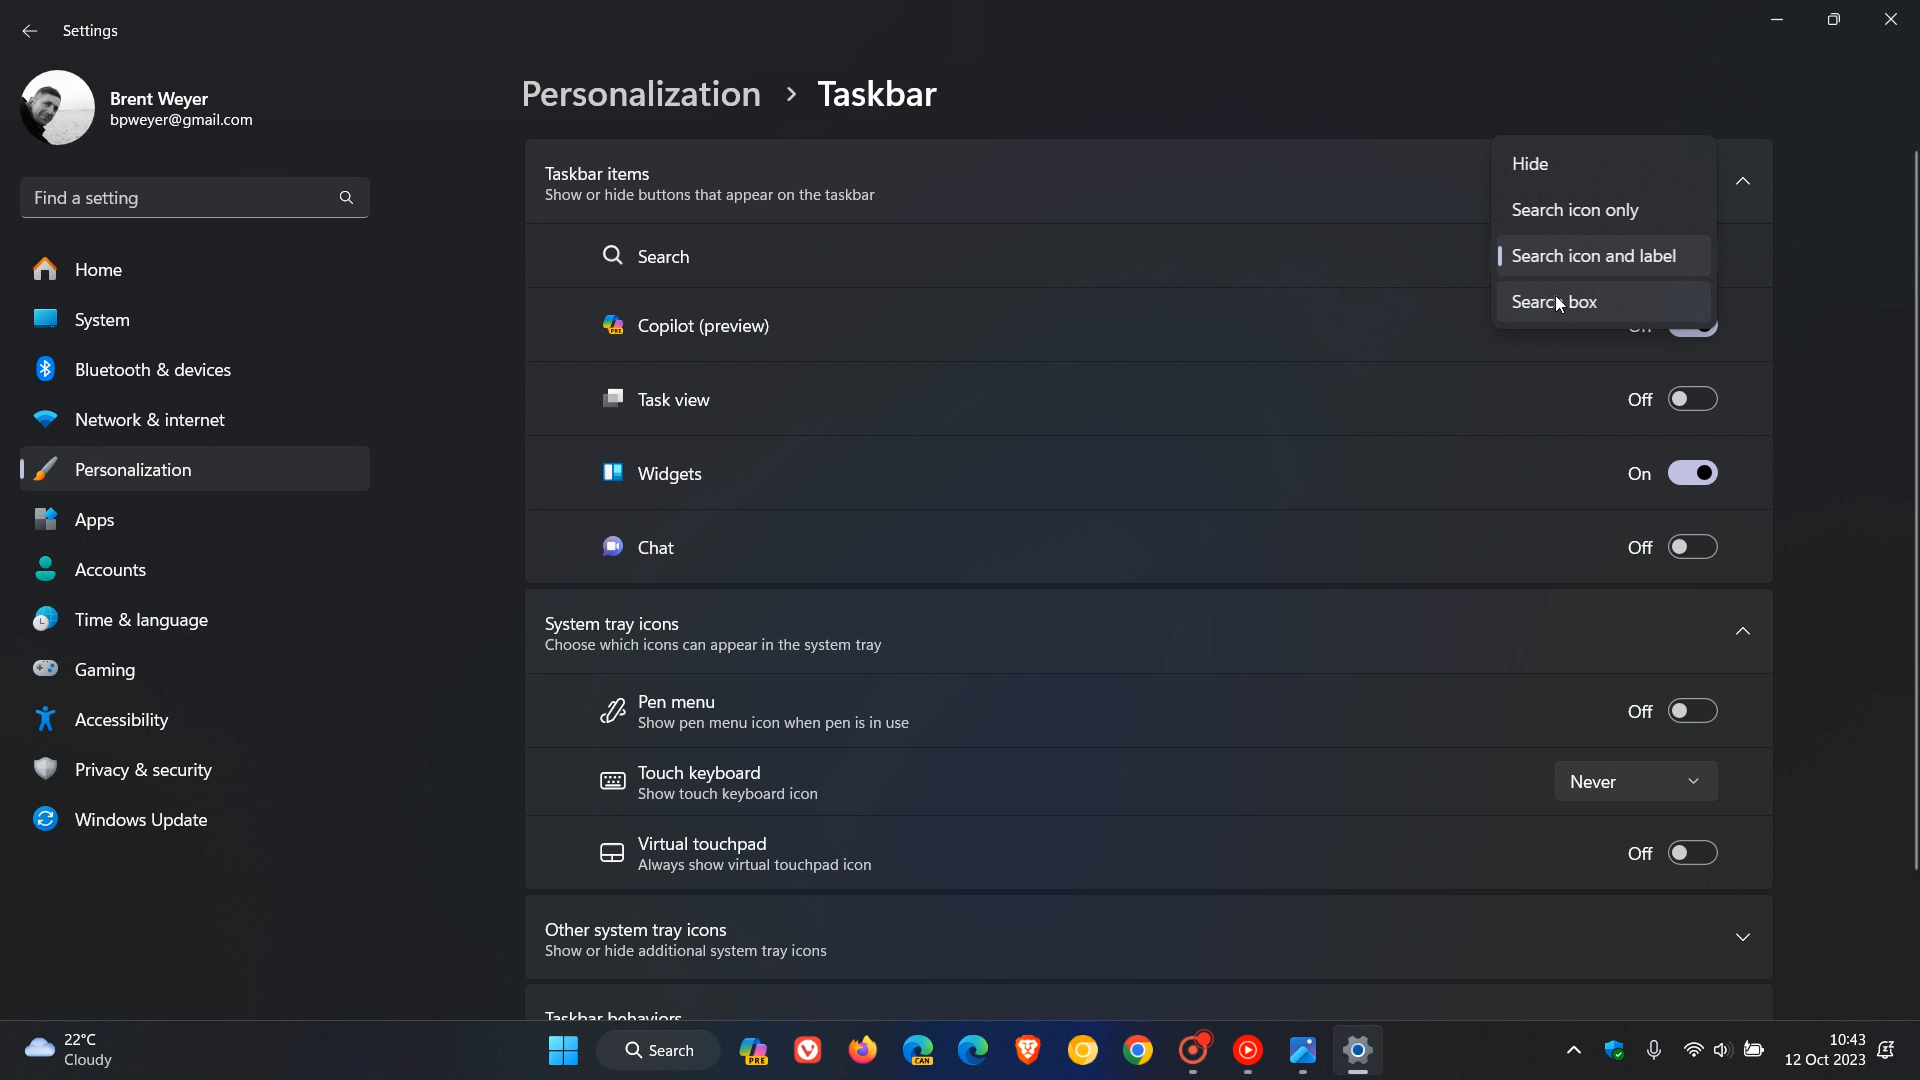 Settings
Brent Weyer
bpweyer@gmail.com
Find a setting
Home
System
Bluetooth & devices
Network & internet
Personalization
Apps
Accounts
Time & language
Gaming
Accessibility
Privacy & security
Windows Update
Personalization > Taskbar
Taskbar items
Show or hide buttons that appear on the taskbar
Hide
Search icon only
Search icon and label
Search box
Search
Copilot (preview)
On
Task view
Off
Widgets
On
Chat
Off
System tray icons
Choose which icons can appear in the system tray
Pen menu
Show pen menu icon when pen is in use
Off
Touch keyboard
Show touch keyboard icon
Never
Virtual touchpad
Always show virtual touchpad icon
Off
Other system tray icons
Show or hide additional system tray icons
Taskbar behaviors
22°C
Cloudy
Search
PRE
CAN
10:43
12 Oct 2023